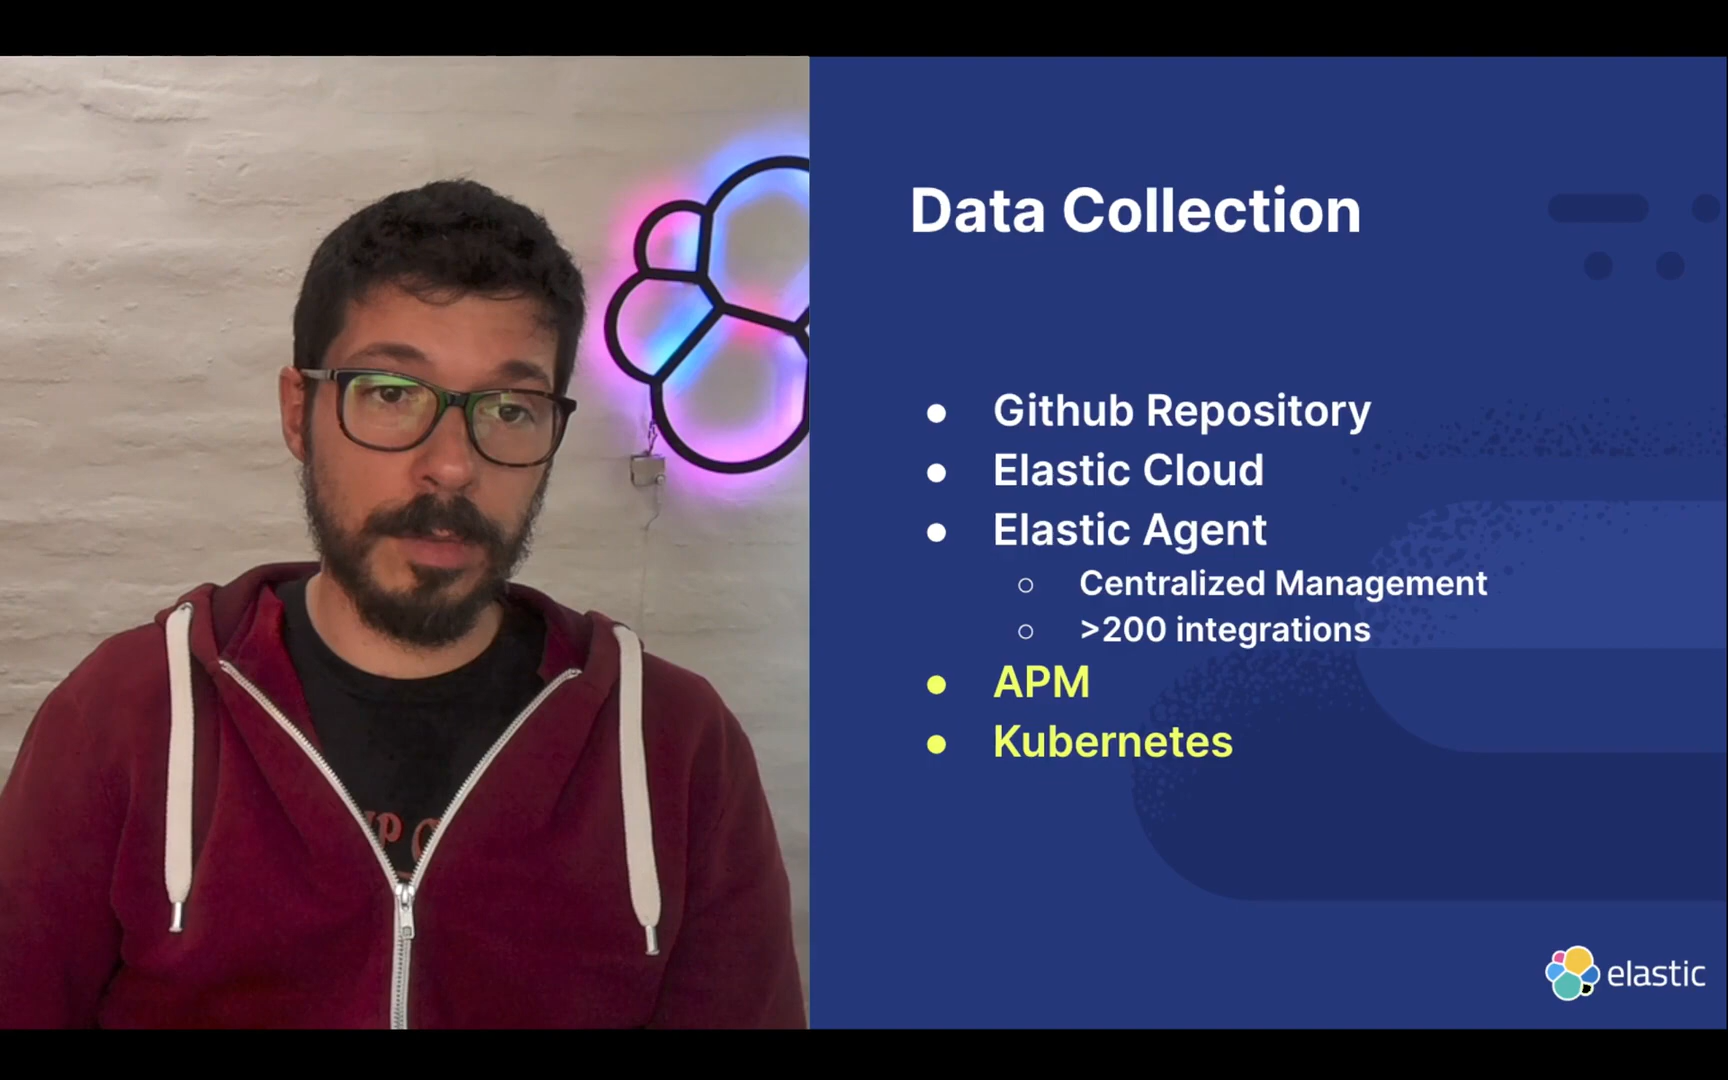 Data Collection
Github Repository
Elastic Cloud
Elastic Agent
Centralized Management
>200 integrations
APM
Kubernetes
elastic